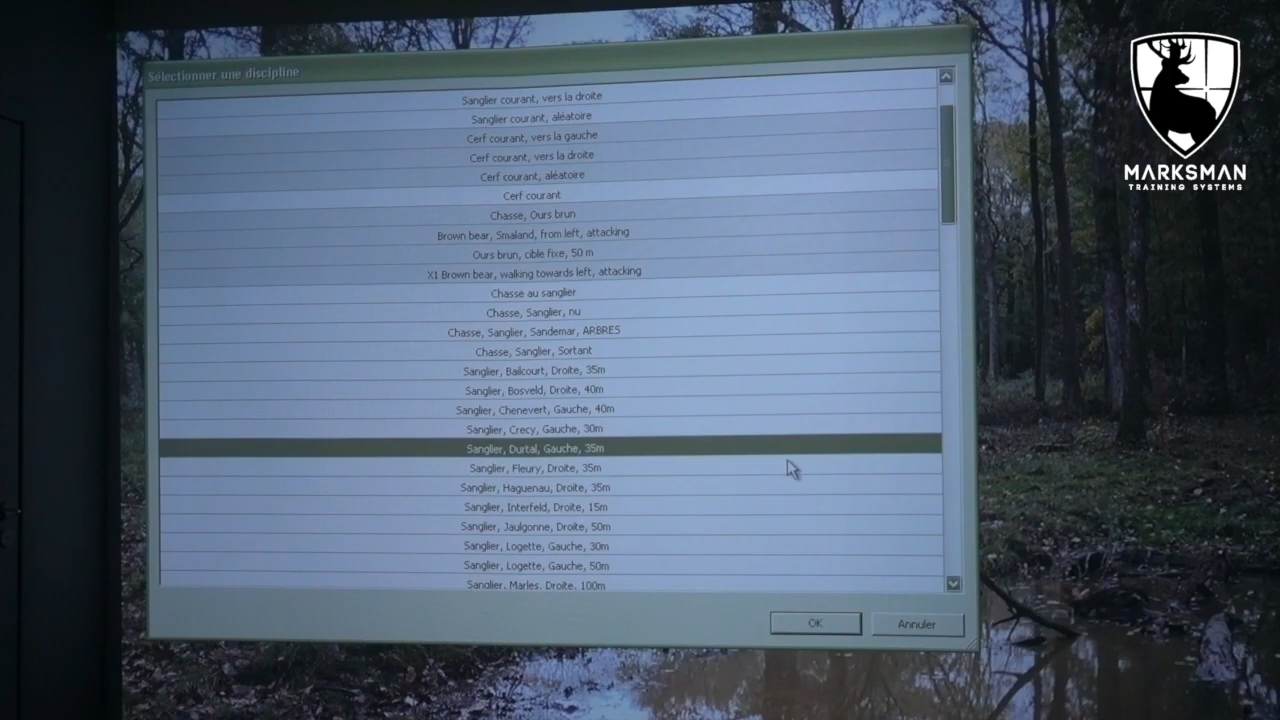 MARKSMAN
TRAINING SYSTEMS
Sélectionner une discipline
Sanglier courant, vers la droite
Sanglier courant, aléatoire
Cerf courant, vers la gauche
Cerf courant, vers la droite
Cerf courant, aléatoire
Cerf courant
Chasse, Ours brun
Brown bear, Smaland, from left, attacking
Ours brun, cible fixe, 50 m
X1 Brown bear, walking towards left, attacking
Chasse au sanglier
Chasse, Sanglier, nu
Chasse, Sanglier, Sandemar, ARBRES
Chasse, Sanglier, Sortant
Sanglier, Bailcourt, Droite, 35m
Sanglier, Bosveld, Droite, 40m
Sanglier, Chenevert, Gauche, 40m
Sanglier, Crecy, Gauche, 30m
Sanglier, Durtal, Gauche, 35m
Sanglier, Fleury, Droite, 35m
Sanglier, Haguenau, Droite, 35m
Sanglier, Interfeld, Droite, 15m
Sanglier, Jaulgonne, Droite, 50m
Sanglier, Logette, Gauche, 30m
Sanglier, Logette, Gauche, 50m
Sanglier, Marles, Droite, 100m
OK
Annuler